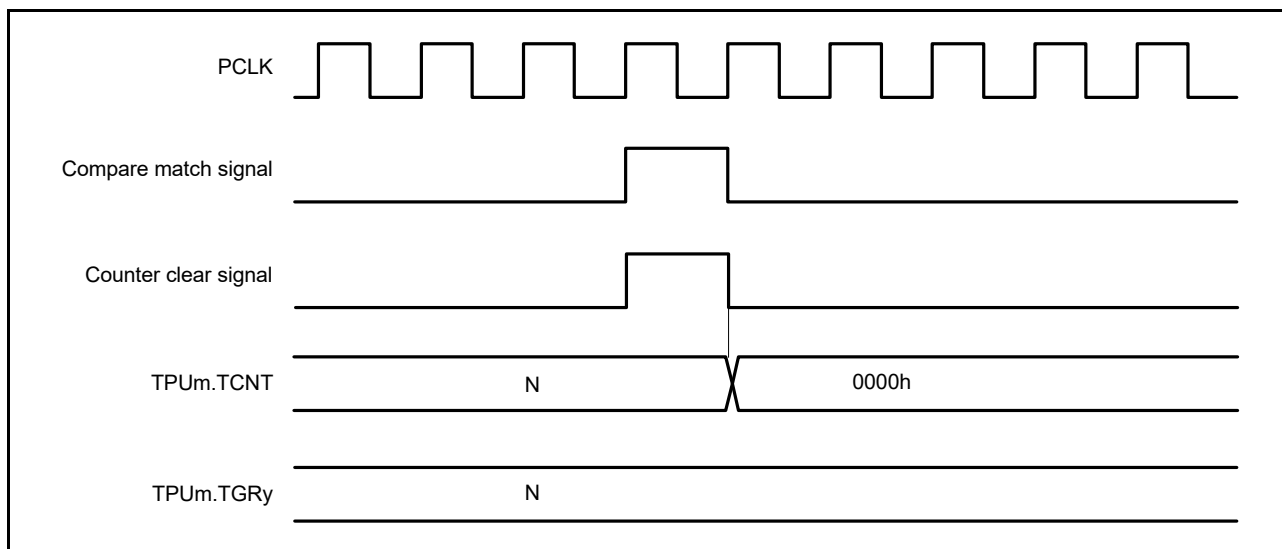 PCLK
Compare match signal
Counter clear signal
TPUm.TCNT
N
0000h
TPUm.TGRy
N